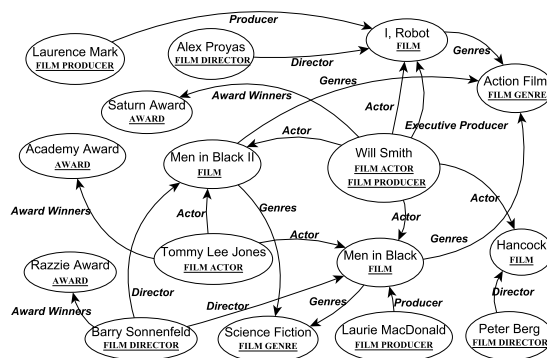 Producer
Laurence Mark
FILM PRODUCER
Alex Proyas
FILM DIRECTOR
Director
I, Robot
FILM
Genres
Genres
Action Film
FILM GENRE
Saturn Award
AWARD
Award Winners
Actor
Executive Producer
Academy Award
AWARD
Men in Black II
FILM
Actor
Will Smith
FILM ACTOR
FILM PRODUCER
Award Winners
Actor
Genres
Actor
Actor
Tommy Lee Jones
FILM ACTOR
Actor
Men in Black
FILM
Genres
Hancock
FILM
Razzie Award
AWARD
Director
Director
Genres
Producer
Director
Award Winners
Barry Sonnenfeld
FILM DIRECTOR
Science Fiction
FILM GENRE
Laurie MacDonald
FILM PRODUCER
Peter Berg
FILM DIRECTOR